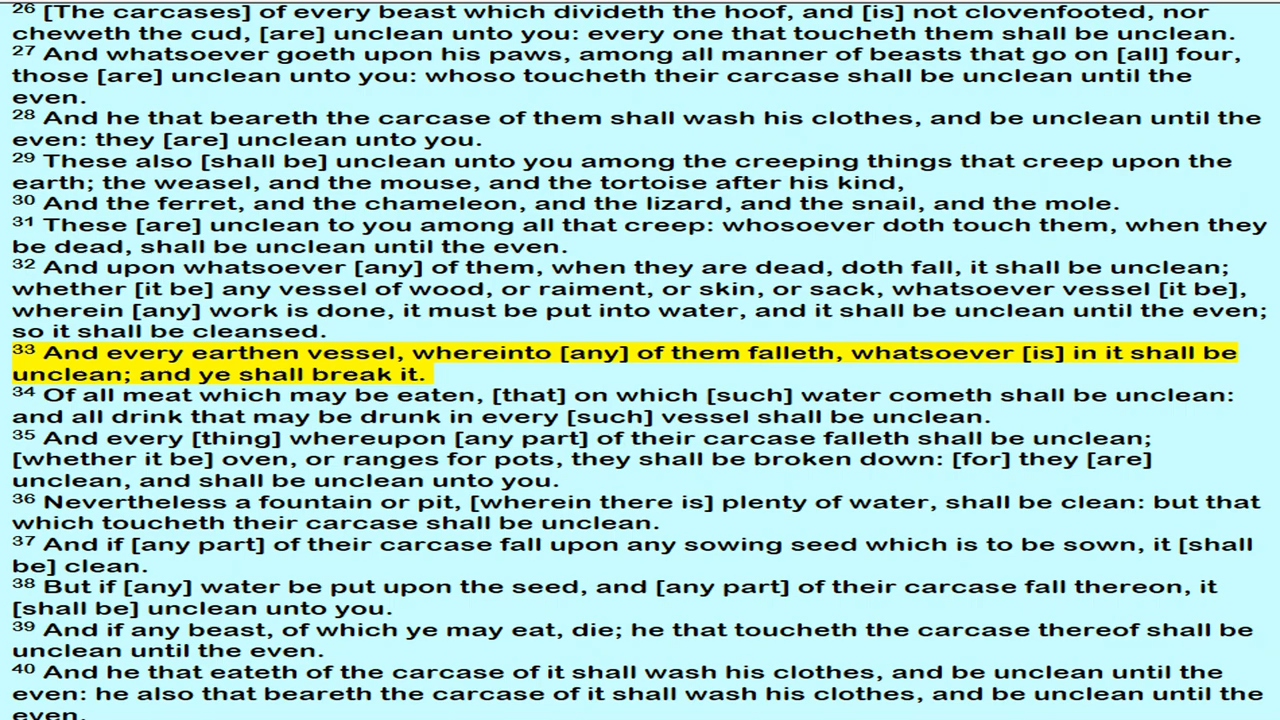 26 [The carcases] of every beast which divideth the hoof, and [is] not clovenfooted, nor
cheweth the cud, [are] unclean unto you: every one that toucheth them shall be unclean.
27 And whatsoever goeth upon his paws, among all manner of beasts that go on [all] four,
those [are] unclean unto you: whoso toucheth their carcase shall be unclean until the
even.
28 And he that beareth the carcase of them shall wash his clothes, and be unclean until the
even: they [are] unclean unto you.
29 These also [shall be] unclean unto you among the creeping things that creep upon the
earth; the weasel, and the mouse, and the tortoise after his kind,
30 And the ferret, and the chameleon, and the lizard, and the snail, and the mole.
31 These [are] unclean to you among all that creep: whosoever doth touch them, when they
be dead, shall be unclean until the even.
32 And upon whatsoever [any] of them, when they are dead, doth fall, it shall be unclean;
whether [it be] any vessel of wood, or raiment, or skin, or sack, whatsoever vessel [it be],
wherein [any] work is done, it must be put into water, and it shall be unclean until the even;
so it shall be cleansed.
33 And every earthen vessel, whereinto [any] of them falleth, whatsoever [is] in it shall be
unclean; and ye shall break it.
34 Of all meat which may be eaten, [that] on which [such] water cometh shall be unclean:
and all drink that may be drunk in every [such] vessel shall be unclean.
35 And every [thing] whereupon [any part] of their carcase falleth shall be unclean;
[whether it be] oven, or ranges for pots, they shall be broken down: [for] they [are]
unclean, and shall be unclean unto you.
36 Nevertheless a fountain or pit, [wherein there is] plenty of water, shall be clean: but that
which toucheth their carcase shall be unclean.
37 And if [any part] of their carcase fall upon any sowing seed which is to be sown, it [shall
be] clean.
38 But if [any] water be put upon the seed, and [any part] of their carcase fall thereon, it
[shall be] unclean unto you.
39 And if any beast, of which ye may eat, die; he that toucheth the carcase thereof shall be
unclean until the even.
40 And he that eateth of the carcase of it shall wash his clothes, and be unclean until the
even: he also that beareth the carcase of it shall wash his clothes, and be unclean until the
even.